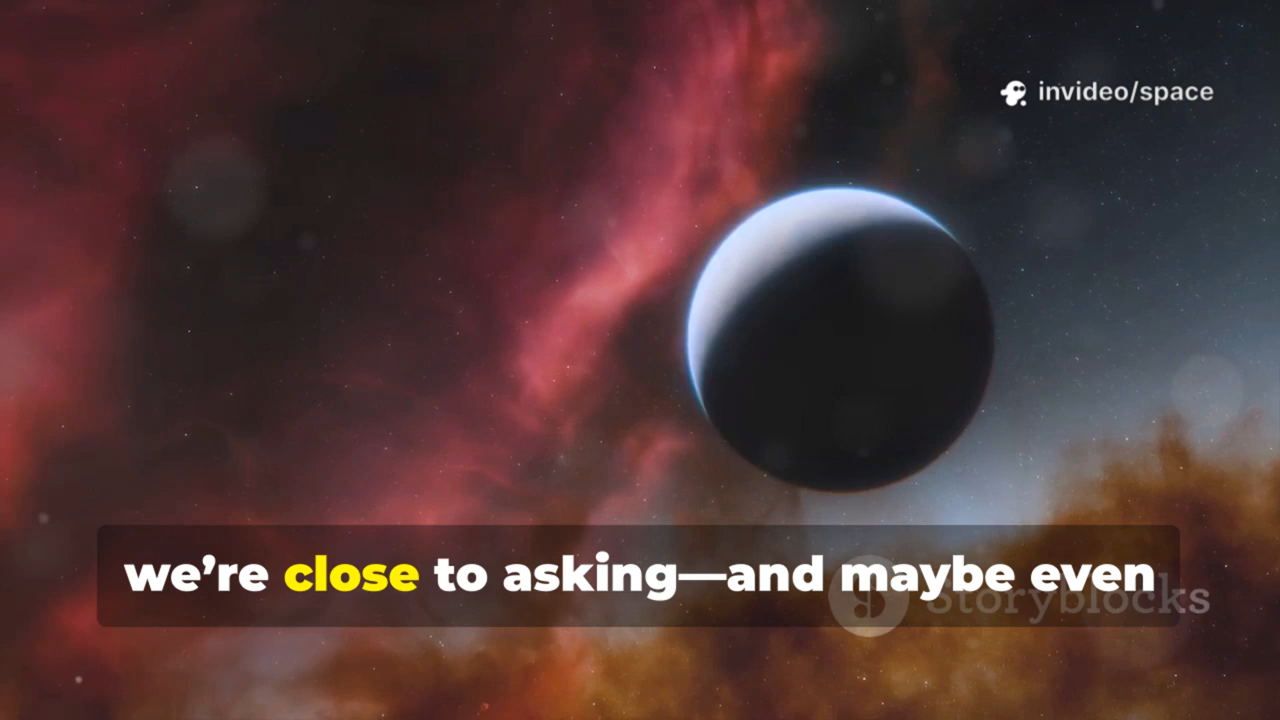 invideo/space
we’re close to asking—and maybe even
Storyblocks